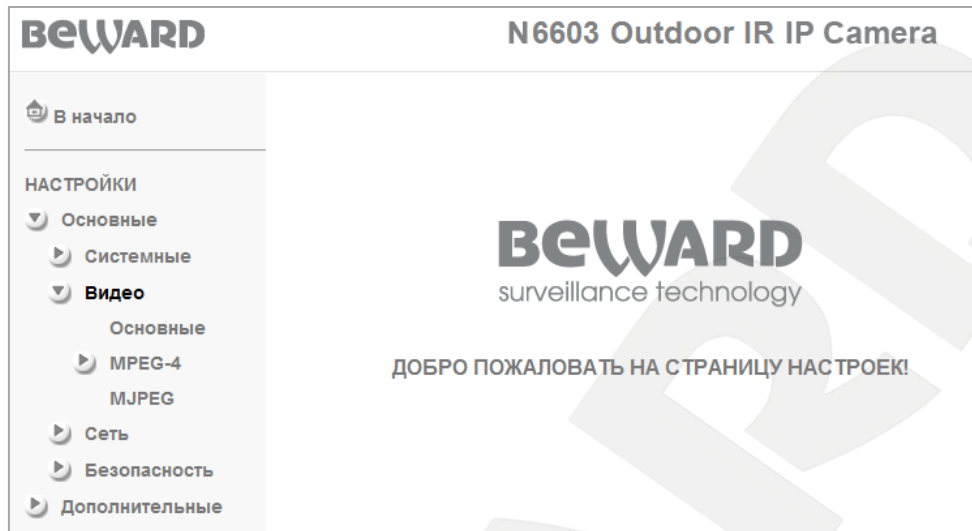 BEWARD
N6603 Outdoor IR IP Camera
В начало
НАСТРОЙКИ
Основные
Системные
Видео
Основные
MPEG-4
MJPEG
Сеть
Безопасность
Дополнительные
BEWARD
surveillance technology
ДОБРО ПОЖАЛОВАТЬ НА СТРАНИЦУ НАСТРОЕК!